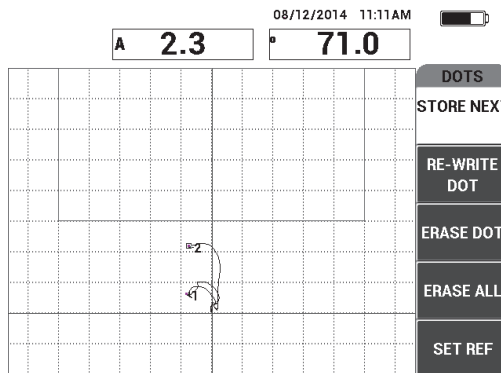 08/12/2014 11:11AM
A 2.3
° 71.0
DOTS
STORE NEX
RE-WRITE
DOT
ERASE DOT
ERASE ALL
SET REF
2
1